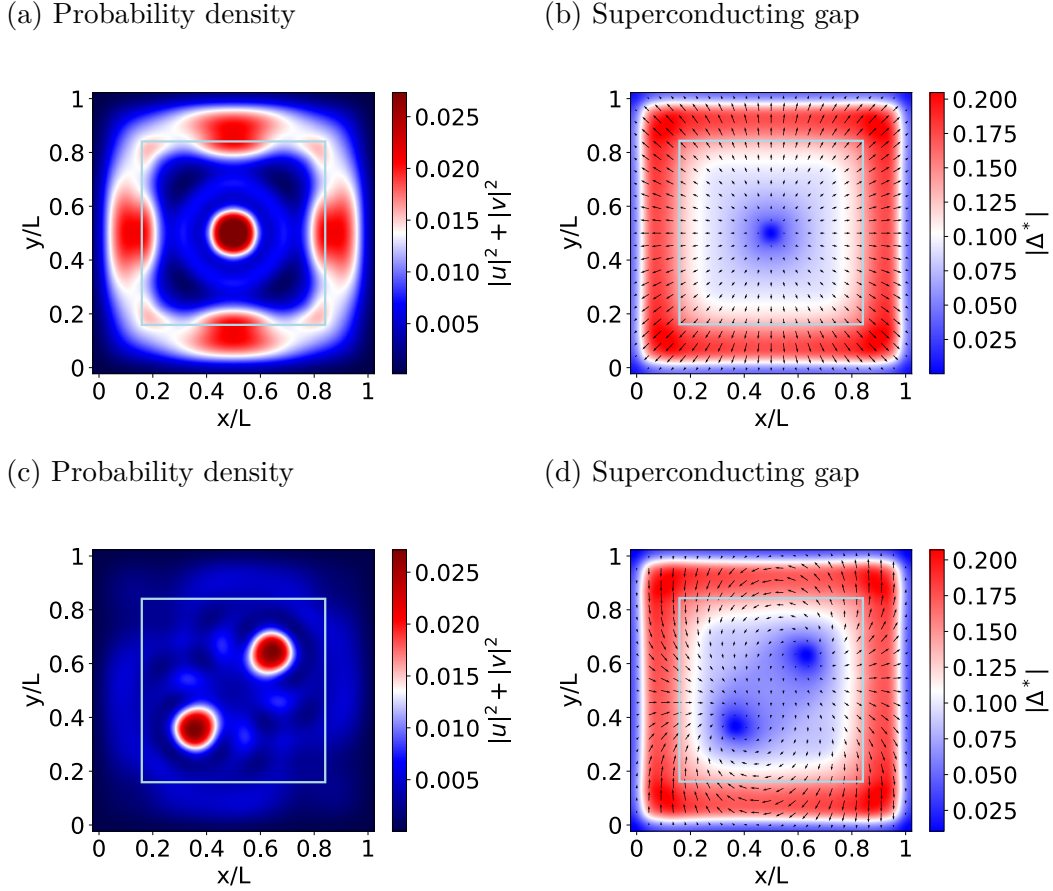 (a) Probability density
(b) Superconducting gap
1
0.8
0.6
0.4
0.2
0
y/L
0 0.2 0.4 0.6 0.8 1
x/L
0.025
0.020
0.015
0.010
0.005
|u|² + |v|²
1
0.8
0.6
0.4
0.2
0
y/L
0 0.2 0.4 0.6 0.8 1
x/L
0.200
0.175
0.150
0.125
0.100
0.075
0.050
0.025
|Δ*|
(c) Probability density
(d) Superconducting gap
1
0.8
0.6
0.4
0.2
0
y/L
0 0.2 0.4 0.6 0.8 1
x/L
0.025
0.020
0.015
0.010
0.005
|u|² + |v|²
1
0.8
0.6
0.4
0.2
0
y/L
0 0.2 0.4 0.6 0.8 1
x/L
0.200
0.175
0.150
0.125
0.100
0.075
0.050
0.025
|Δ*|